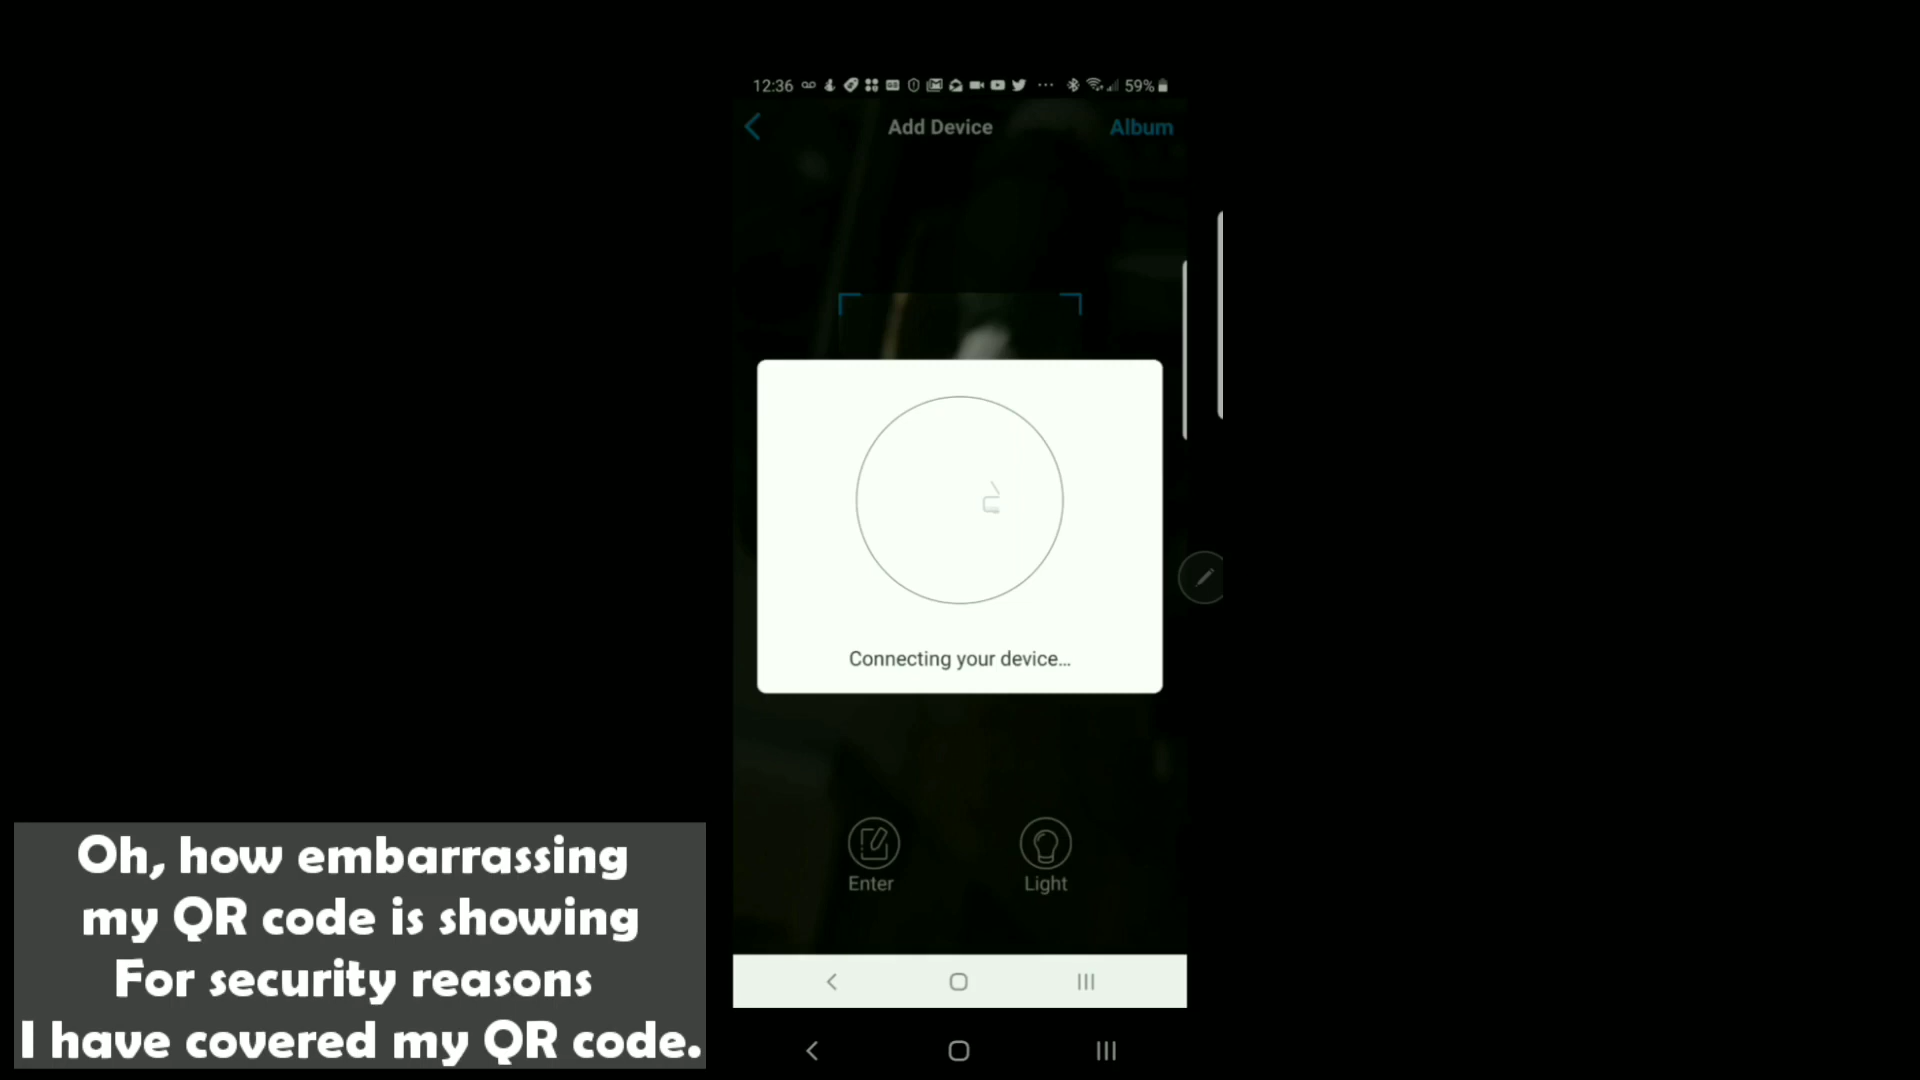 12:36
59%
Add Device
Album
Connecting your device...
Enter
Light
Oh, how embarrassing
my QR code is showing
For security reasons
I have covered my QR code.